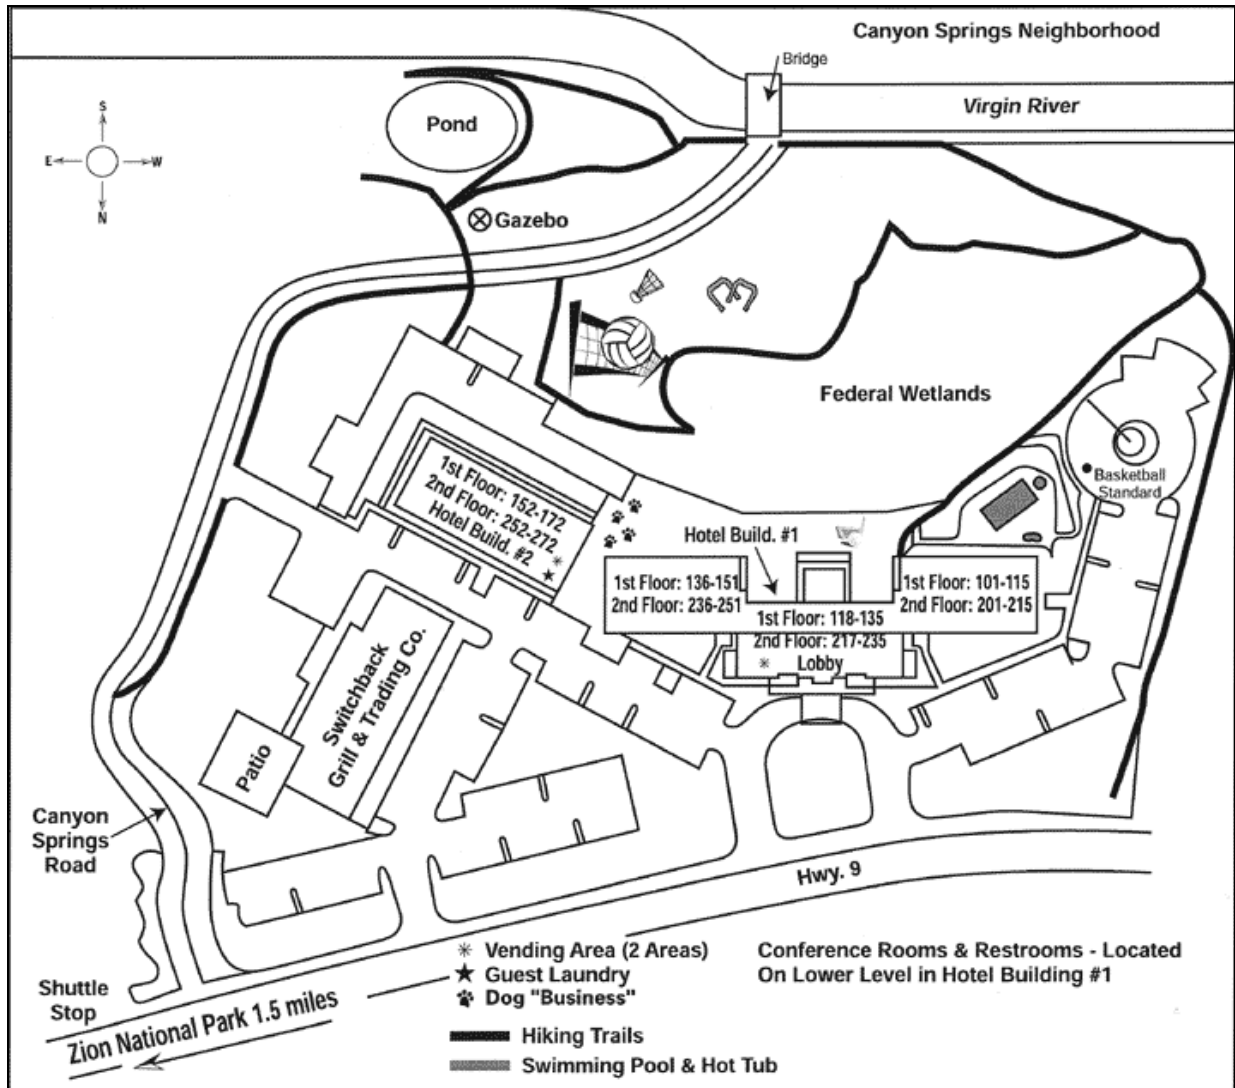 Canyon Springs Neighborhood
Bridge
Virgin River
Pond
S
E
W
N
Gazebo
Federal Wetlands
Basketball
Standard
1st Floor: 152-172
2nd Floor: 252-272
Hotel Build. #2
Hotel Build. #1
1st Floor: 136-151
2nd Floor: 236-251
1st Floor: 101-115
2nd Floor: 201-215
1st Floor: 118-135
2nd Floor: 217-235
Lobby
Switchback
Grill & Trading Co.
Patio
Canyon
Springs
Road
Hwy. 9
Shuttle
Stop
Zion National Park 1.5 miles
Vending Area (2 Areas)
Guest Laundry
Dog "Business"
Hiking Trails
Swimming Pool & Hot Tub
Conference Rooms & Restrooms - Located
On Lower Level in Hotel Building #1